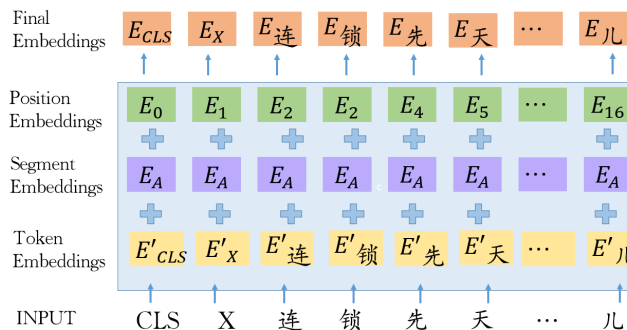 Final Embeddings E_CLS E_X E_连 E_锁 E_先 E_天 ... E_儿
Position Embeddings E_0 E_1 E_2 E_2 E_4 E_5 ... E_16
Segment Embeddings E_A E_A E_A E_A E_A E_A ... E_A
Token Embeddings E'_CLS E'_X E'_连 E'_锁 E'_先 E'_天 ... E'_儿
INPUT CLS X 连 锁 先 天 ... 儿